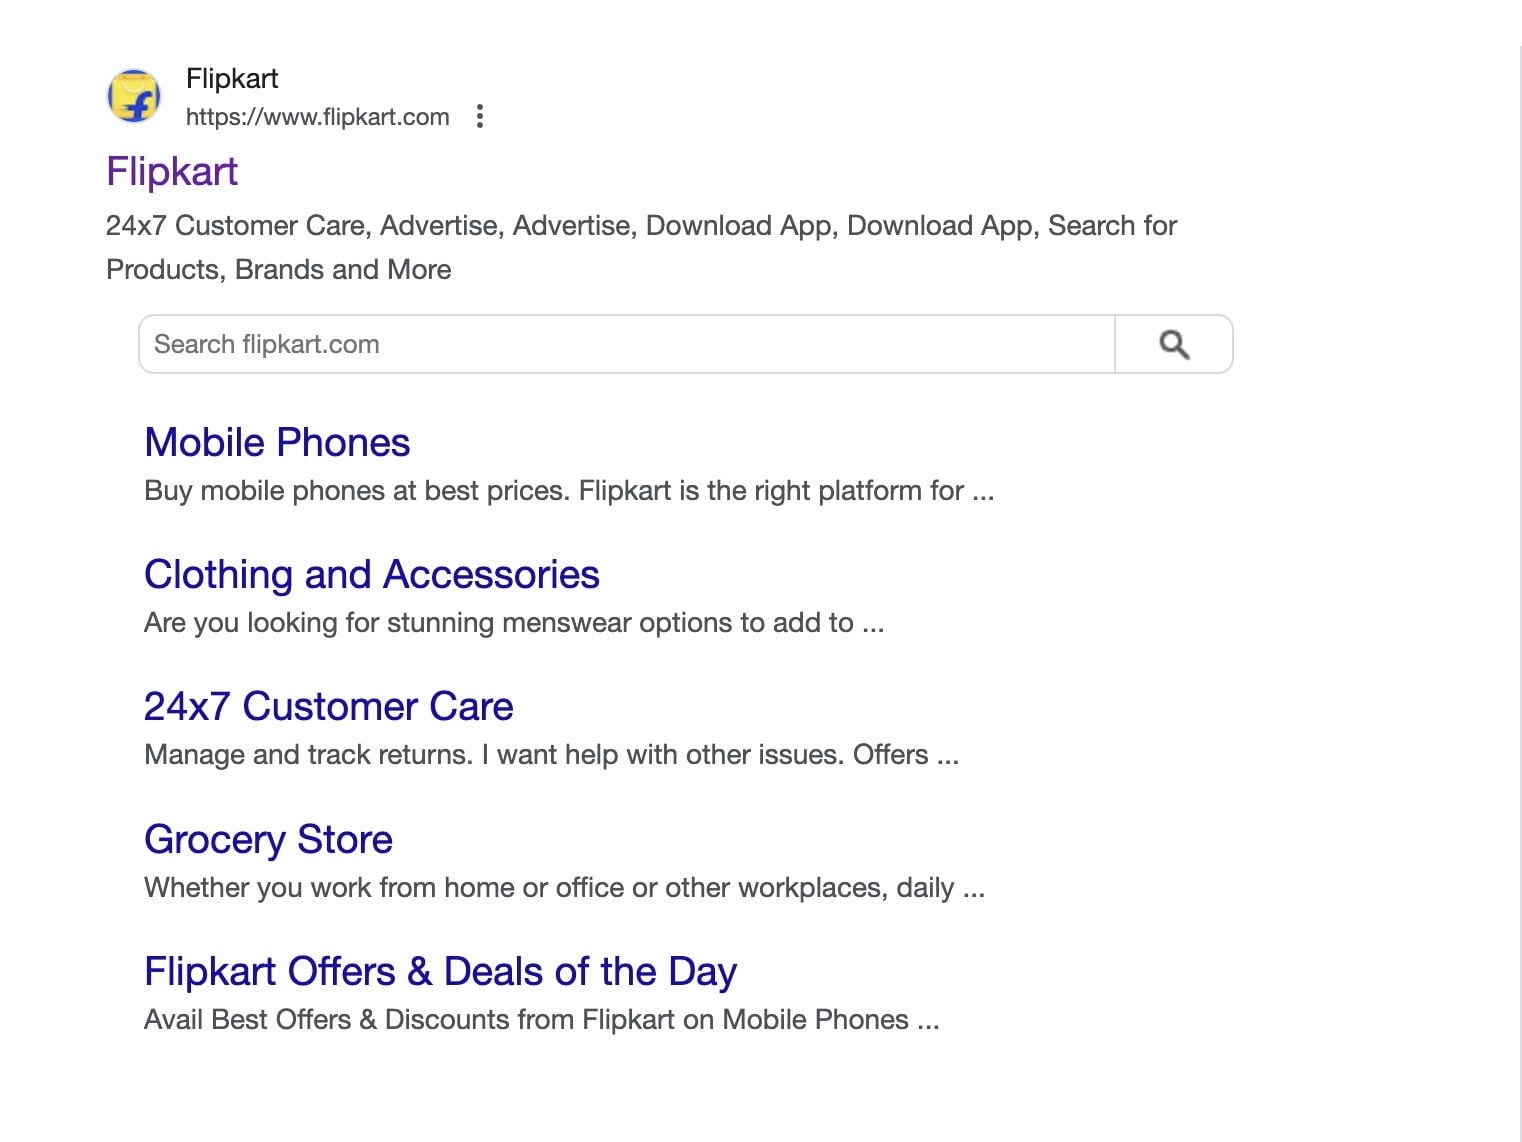 Flipkart
https://www.flipkart.com
Flipkart
24x7 Customer Care, Advertise, Advertise, Download App, Download App, Search for
Products, Brands and More
Search flipkart.com
Mobile Phones
Buy mobile phones at best prices. Flipkart is the right platform for ...
Clothing and Accessories
Are you looking for stunning menswear options to add to ...
24x7 Customer Care
Manage and track returns. I want help with other issues. Offers ...
Grocery Store
Whether you work from home or office or other workplaces, daily ...
Flipkart Offers & Deals of the Day
Avail Best Offers & Discounts from Flipkart on Mobile Phones ...